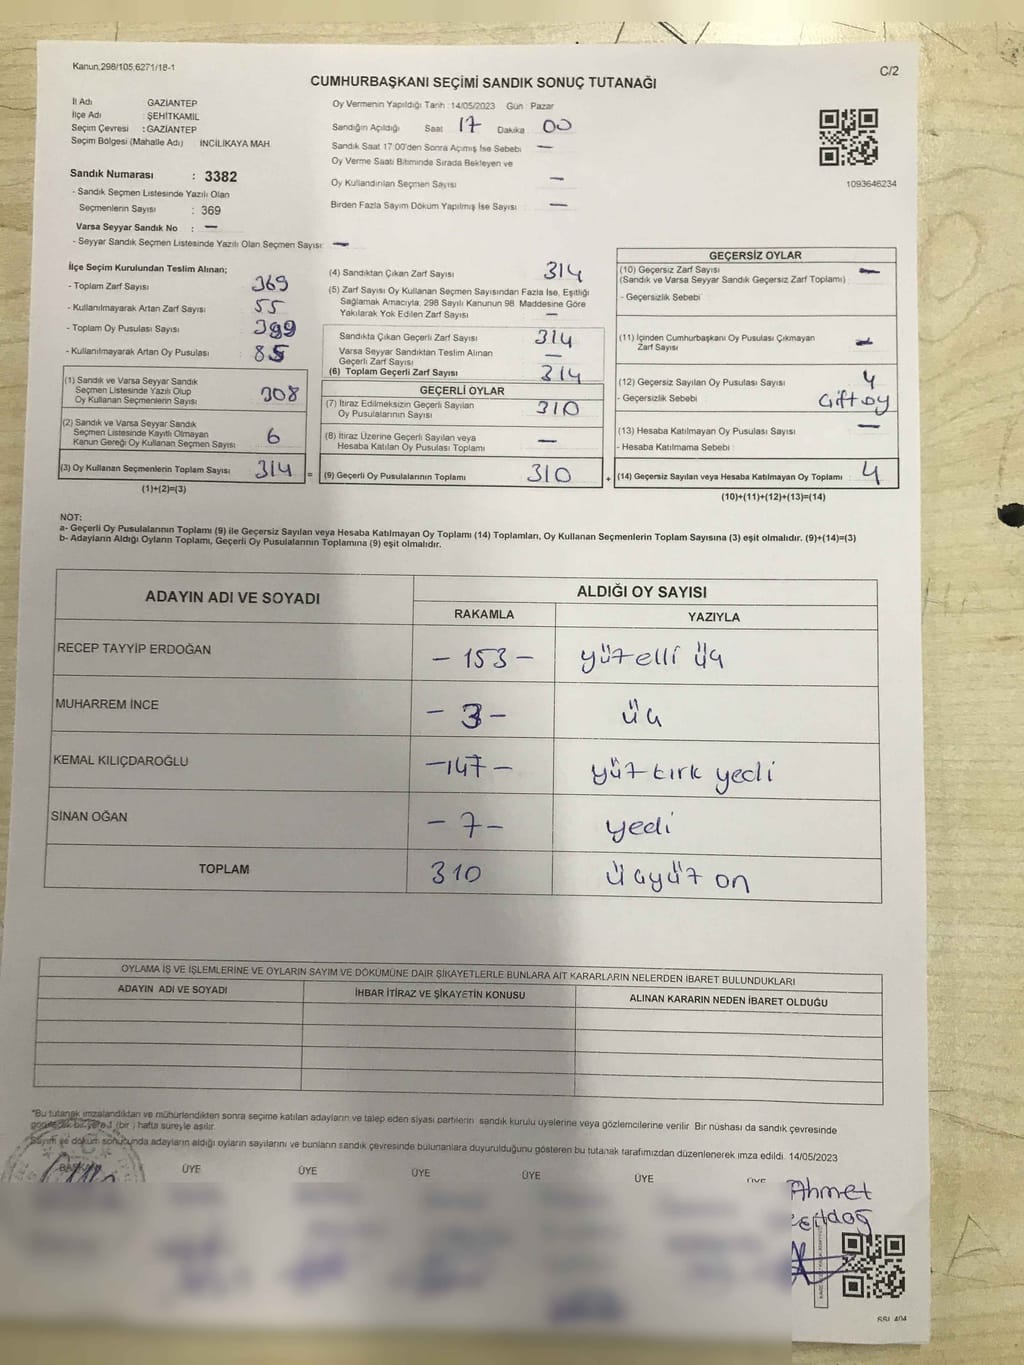 Kanun.298/105,6271/18-1
C/2
CUMHURBAŞKANI SEÇİMİ SANDIK SONUÇ TUTANAĞI
İl Adı GAZİANTEP
İlçe Adı : ŞEHİTKAMİL
Seçim Çevresi : GAZİANTEP
Seçim Bölgesi (Mahalle Adı) INCILIKAYA MAH.
Oy Vermenin Yapıldığı Tarih : 14/05/2023 Gün : Pazar
Sandığın Açıldığı Saat 17 Dakika 00
Sandık Saat 17:00'den Sonra Açımış İse Sebebi —
Oy Verme Saati Bitiminde Sırada Bekleyen ve
Oy Kullandırılan Seçmen Sayısı —
Birden Fazla Sayım Döküm Yapılmış İse Sayısı —
1093646234
Sandık Numarası : 3382
- Sandık Seçmen Listesinde Yazılı Olan
Seçmenlerin Sayısı : 369
Varsa Seyyar Sandık No : —
- Seyyar Sandık Seçmen Listesinde Yazılı Olan Seçmen Sayısı: —
İlçe Seçim Kurulundan Teslim Alınan;
- Toplam Zarf Sayısı 369
- Kullanılmayarak Artan Zarf Sayısı 55
- Toplam Oy Pusulası Sayısı 399
- Kullanılmayarak Artan Oy Pusulası 85
(1) Sandık ve Varsa Seyyar Sandık
Seçmen Listesinde Yazılı Olup
Oy Kullanan Seçmenlerin Sayısı 308
(2) Sandık ve Varsa Seyyar Sandık
Seçmen Listesinde Kayıtlı Olmayan
Kanun Gereği Oy Kullanan Seçmen Sayısı 6
(3) Oy Kullanan Seçmenlerin Toplam Sayısı 314 =
(1)+(2)=(3)
(4) Sandıktan Çıkan Zarf Sayısı 314
(5) Zarf Sayısı Oy Kullanan Seçmen Sayısından Fazla İse, Eşitliği
Sağlamak Amacıyla, 298 Sayılı Kanunun 98. Maddesine Göre
Yakılarak Yok Edilen Zarf Sayısı —
Sandıkta Çıkan Geçerli Zarf Sayısı 314
Varsa Seyyar Sandıktan Teslim Alınan
Geçerli Zarf Sayısı —
(6) Toplam Geçerli Zarf Sayısı 314
GEÇERLİ OYLAR
(7) İtiraz Edilmeksizin Geçerli Sayılan
Oy Pusulalarının Sayısı 310
(8) İtiraz Üzerine Geçerli Sayılan veya
Hesaba Katılan Oy Pusulası Toplamı —
(9) Geçerli Oy Pusulalarının Toplamı 310 +
GEÇERSİZ OYLAR
(10) Geçersiz Zarf Sayısı —
(Sandık ve Varsa Seyyar Sandık Geçersiz Zarf Toplamı)
- Geçersizlik Sebebi
(11) İçinden Cumhurbaşkanı Oy Pusulası Çıkmayan
Zarf Sayısı —
(12) Geçersiz Sayılan Oy Pusulası Sayısı 4
- Geçersizlik Sebebi Çift oy
(13) Hesaba Katılmayan Oy Pusulası Sayısı —
- Hesaba Katılmama Sebebi :
(14) Geçersiz Sayılan veya Hesaba Katılmayan Oy Toplamı 4
(10)+(11)+(12)+(13)=(14)
NOT:
a- Geçerli Oy Pusulalarının Toplamı (9) ile Geçersiz Sayılan veya Hesaba Katılmayan Oy Toplamı (14) Toplamları, Oy Kullanan Seçmenlerin Toplam Sayısına (3) eşit olmalıdır. (9)+(14)=(3)
b- Adayların Aldığı Oyların Toplamı, Geçerli Oy Pusulalarının Toplamına (9) eşit olmalıdır.
ADAYIN ADI VE SOYADI
ALDIĞI OY SAYISI
RAKAMLA YAZIYLA
RECEP TAYYİP ERDOĞAN - 153 - yüzelli üç
MUHARREM İNCE - 3 - üç
KEMAL KILIÇDAROĞLU -147- yüz kırk yedi
SİNAN OĞAN - 7 - yedi
TOPLAM 310 üçyüz on
OYLAMA İŞ VE İŞLEMLERİNE VE OYLARIN SAYIM VE DÖKÜMÜNE DAİR ŞİKAYETLERLE BUNLARA AİT KARARLARIN NELERDEN İBARET BULUNDUKLARI
ADAYIN ADI VE SOYADI
İHBAR İTİRAZ VE ŞİKAYETİN KONUSU
ALINAN KARARIN NEDEN İBARET OLDUĞU
*Bu tutanak imzalandıktan ve mühürlendikten sonra seçime katılan adayların ve talep eden siyasi partilerin sandık kurulu üyelerine veya gözlemcilerine verilir. Bir nüshası da sandık çevresinde
bir yere 1 (bir ) hafta süreyle asılır.
Sayım ve döküm sonucunda adayların aldığı oyların sayılarını ve bunların sandık çevresinde bulunanlara duyurulduğunu gösteren bu tutanak tarafımızdan düzenlenerek imza edildi. 14/05/2023
BAŞKAN ÜYE ÜYE ÜYE ÜYE ÜYE ÜYE
Ahmet